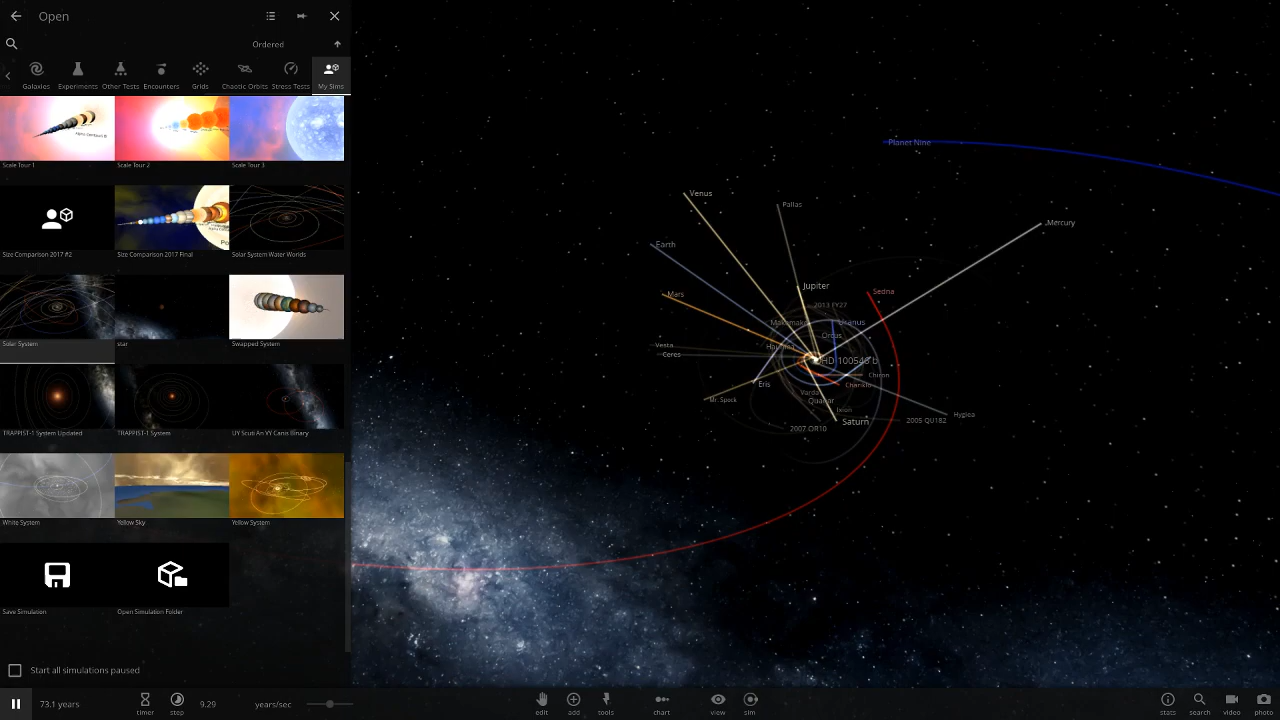 Open
Ordered
Galaxies
Experiments
Other Tests
Encounters
Grids
Chaotic Orbits
Stress Tests
My Sims
Scale Tour 1
Scale Tour 2
Scale Tour 3
Size Comparison 2017 #2
Size Comparison 2017 Final
Solar System Water Worlds
Solar System
star
Swapped System
TRAPPIST-1 System Updated
TRAPPIST-1 System
UY Scuti An VY Canis Illinary
White System
Yellow Sky
Yellow System
Save Simulation
Open Simulation Folder
Start all simulations paused
Planet Nine
Venus
Pallas
Mercury
Earth
Jupiter
Mars
Sedna
2013 FY27
Makemake
Uranus
Orcus
Vesta
Ceres
HD 100546 b
Eris
Chiron
Chariklo
Varda
Mr. Spock
Quaoar
Ixion
Hygiea
Saturn
2005 QU182
2007 OR10
73.1 years
timer
step
9.29
years/sec
edit
add
tools
chart
view
sim
stats
search
video
photo